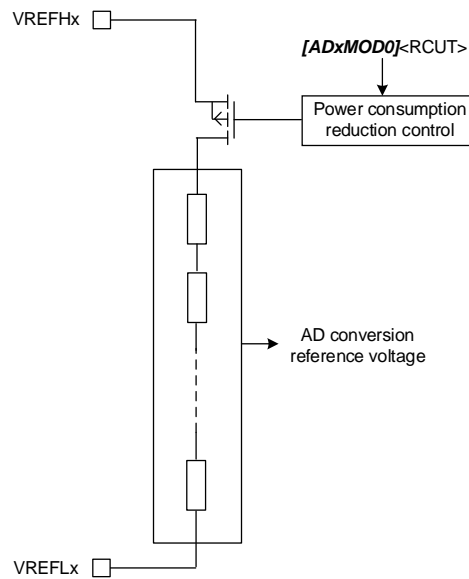 VREFHx
[ADxMOD0]<RCUT>
Power consumption
reduction control
AD conversion
reference voltage
VREFLx